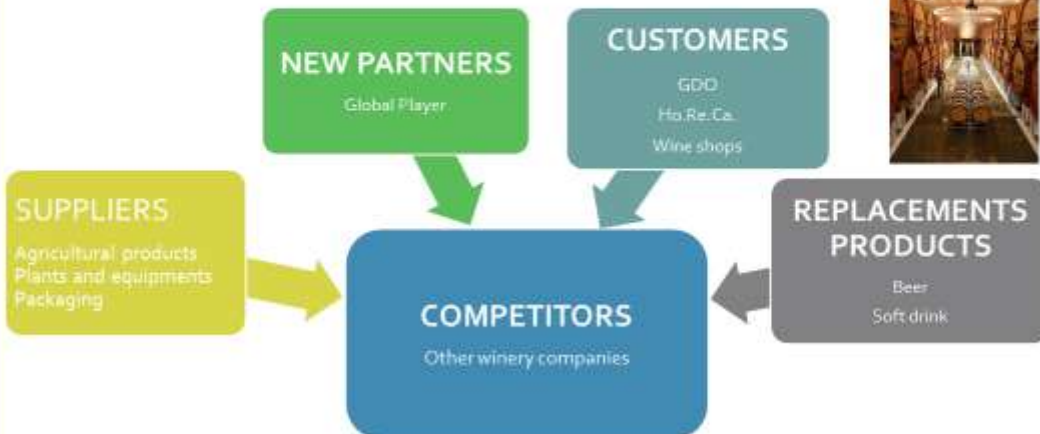 NEW PARTNERS
Global Player
CUSTOMERS
GDO
Ho.Re.Ca.
Wine shops
SUPPLIERS
Agricultural products
Plants and equipments
Packaging
REPLACEMENTS
PRODUCTS
Beer
Soft drink
COMPETITORS
Other winery companies